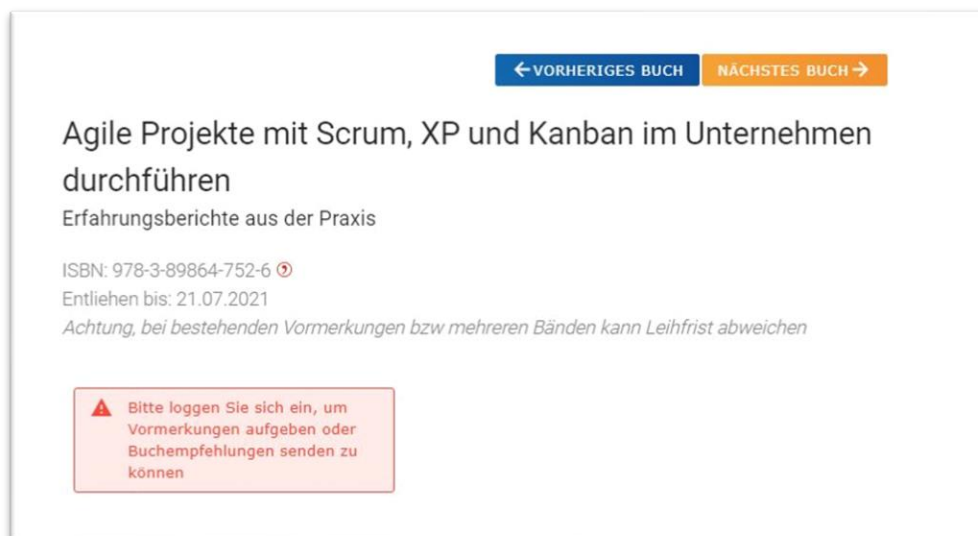 ←VORHERIGES BUCH NÄCHSTES BUCH→
Agile Projekte mit Scrum, XP und Kanban im Unternehmen
durchführen
Erfahrungsberichte aus der Praxis
ISBN: 978-3-89864-752-6
Entliehen bis: 21.07.2021
Achtung, bei bestehenden Vormerkungen bzw mehreren Bänden kann Leihfrist abweichen
Bitte loggen Sie sich ein, um
Vormerkungen aufgeben oder
Buchempfehlungen senden zu
können